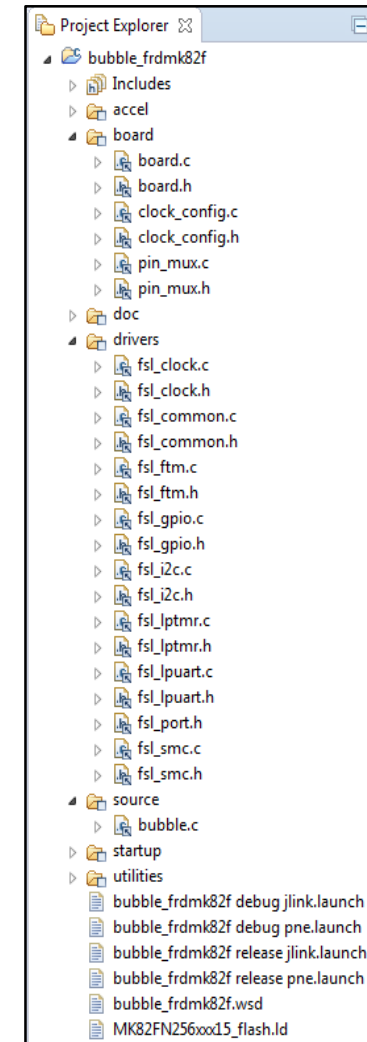 Project Explorer
bubble_frdmk82f
Includes
accel
board
board.c
board.h
clock_config.c
clock_config.h
pin_mux.c
pin_mux.h
doc
drivers
fsl_clock.c
fsl_clock.h
fsl_common.c
fsl_common.h
fsl_ftm.c
fsl_ftm.h
fsl_gpio.c
fsl_gpio.h
fsl_i2c.c
fsl_i2c.h
fsl_lptmr.c
fsl_lptmr.h
fsl_lpuart.c
fsl_lpuart.h
fsl_port.h
fsl_smc.c
fsl_smc.h
source
bubble.c
startup
utilities
bubble_frdmk82f debug jlink.launch
bubble_frdmk82f debug pne.launch
bubble_frdmk82f release jlink.launch
bubble_frdmk82f release pne.launch
bubble_frdmk82f.wsd
MK82FN256xxx15_flash.ld